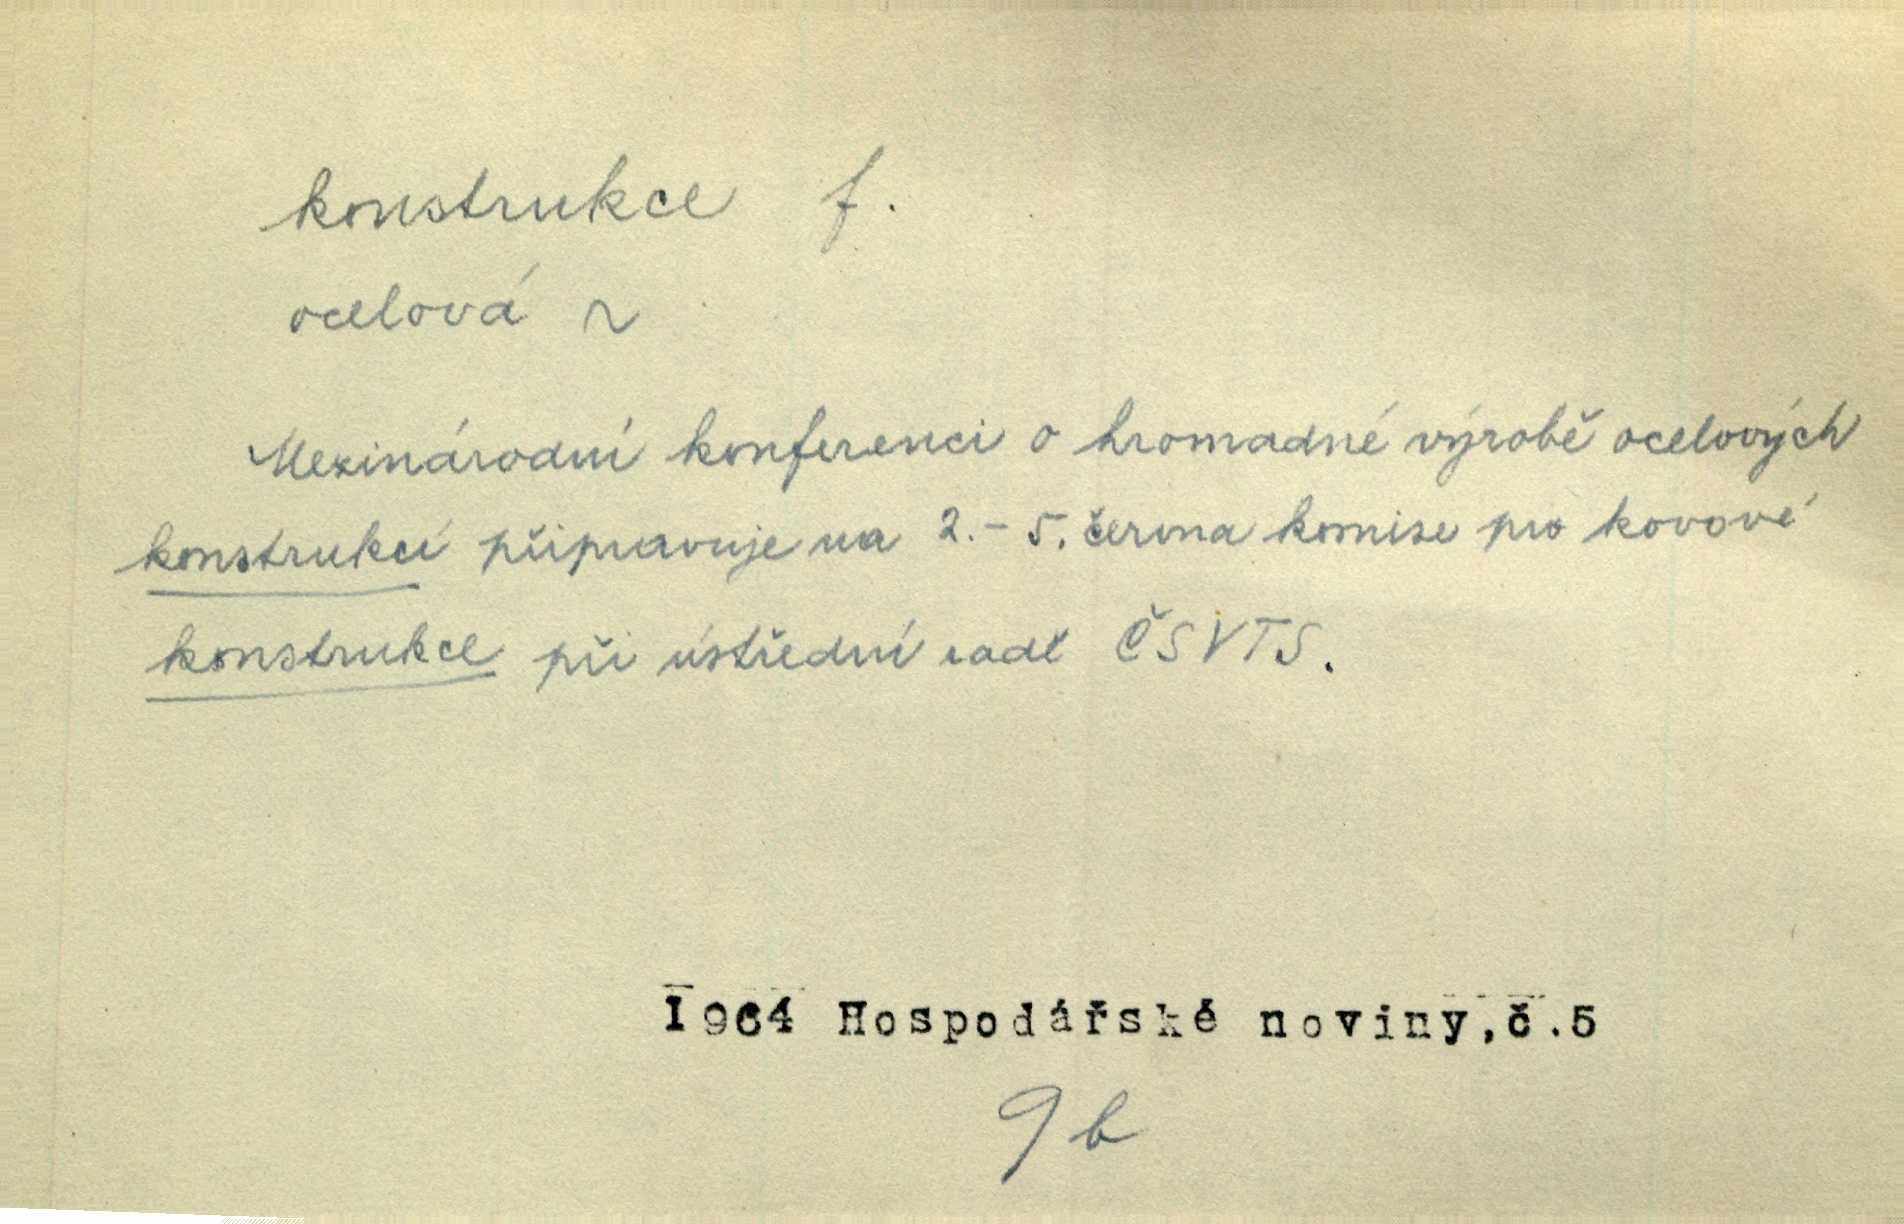 konstrukce f.
ocelová ~
Mezinárodní konferenci o hromadné výrobě ocelových
konstrukcí připravuje na 2. – 5. června komise pro kovové
konstrukce při ústřední radě ČSVTS.
1964 Hospodářské noviny,č.5
9b